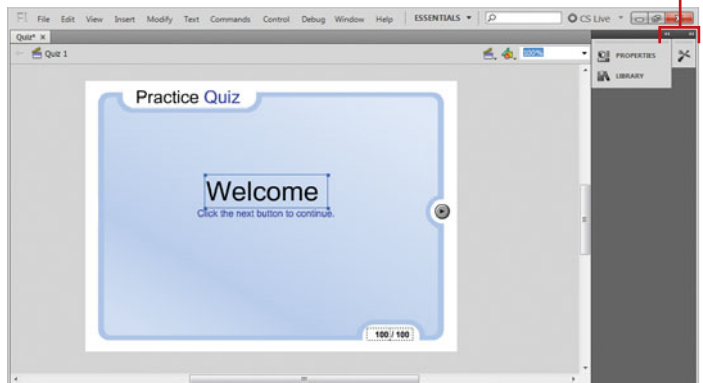 Fl File Edit View Insert Modify Text Commands Control Debug Window Help ESSENTIALS CS Live
Quiz* x
Quiz 1 100%
PROPERTIES
LIBRARY
Practice Quiz
Welcome
Click the next button to continue.
100 / 100